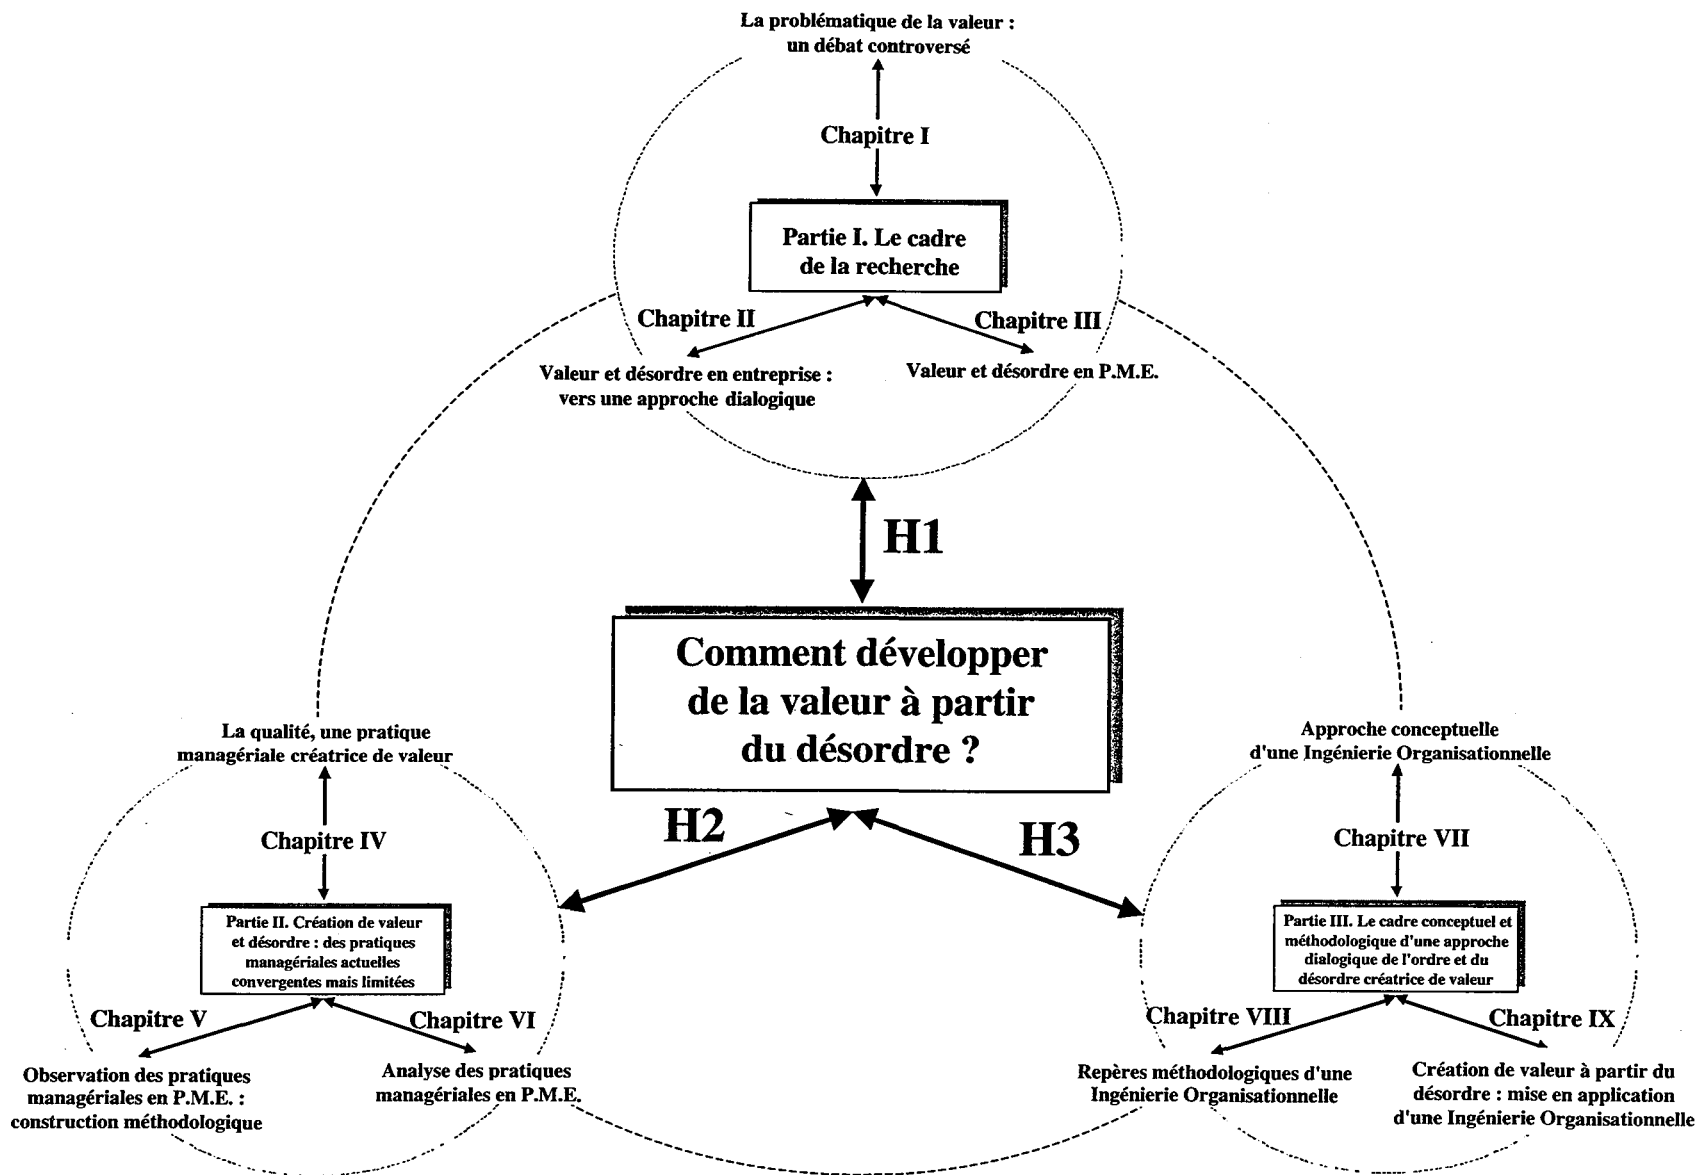 La problématique de la valeur :
un débat controversé
Chapitre I
Partie I. Le cadre
de la recherche
Chapitre II
Chapitre III
Valeur et désordre en entreprise :
vers une approche dialogique
Valeur et désordre en P.M.E.
H1
Comment développer
de la valeur à partir
du désordre ?
H2
H3
La qualité, une pratique
managériale créatrice de valeur
Chapitre IV
Partie II. Création de valeur
et désordre : des pratiques
managériales actuelles
convergentes mais limitées
Chapitre V
Chapitre VI
Observation des pratiques
managériales en P.M.E. :
construction méthodologique
Analyse des pratiques
managériales en P.M.E.
Approche conceptuelle
d'une Ingénierie Organisationnelle
Chapitre VII
Partie III. Le cadre conceptuel et
méthodologique d'une approche
dialogique de l'ordre et du
désordre créatrice de valeur
Chapitre VIII
Chapitre IX
Repères méthodologiques d'une
Ingénierie Organisationnelle
Création de valeur à partir du
désordre : mise en application
d'une Ingénierie Organisationnelle